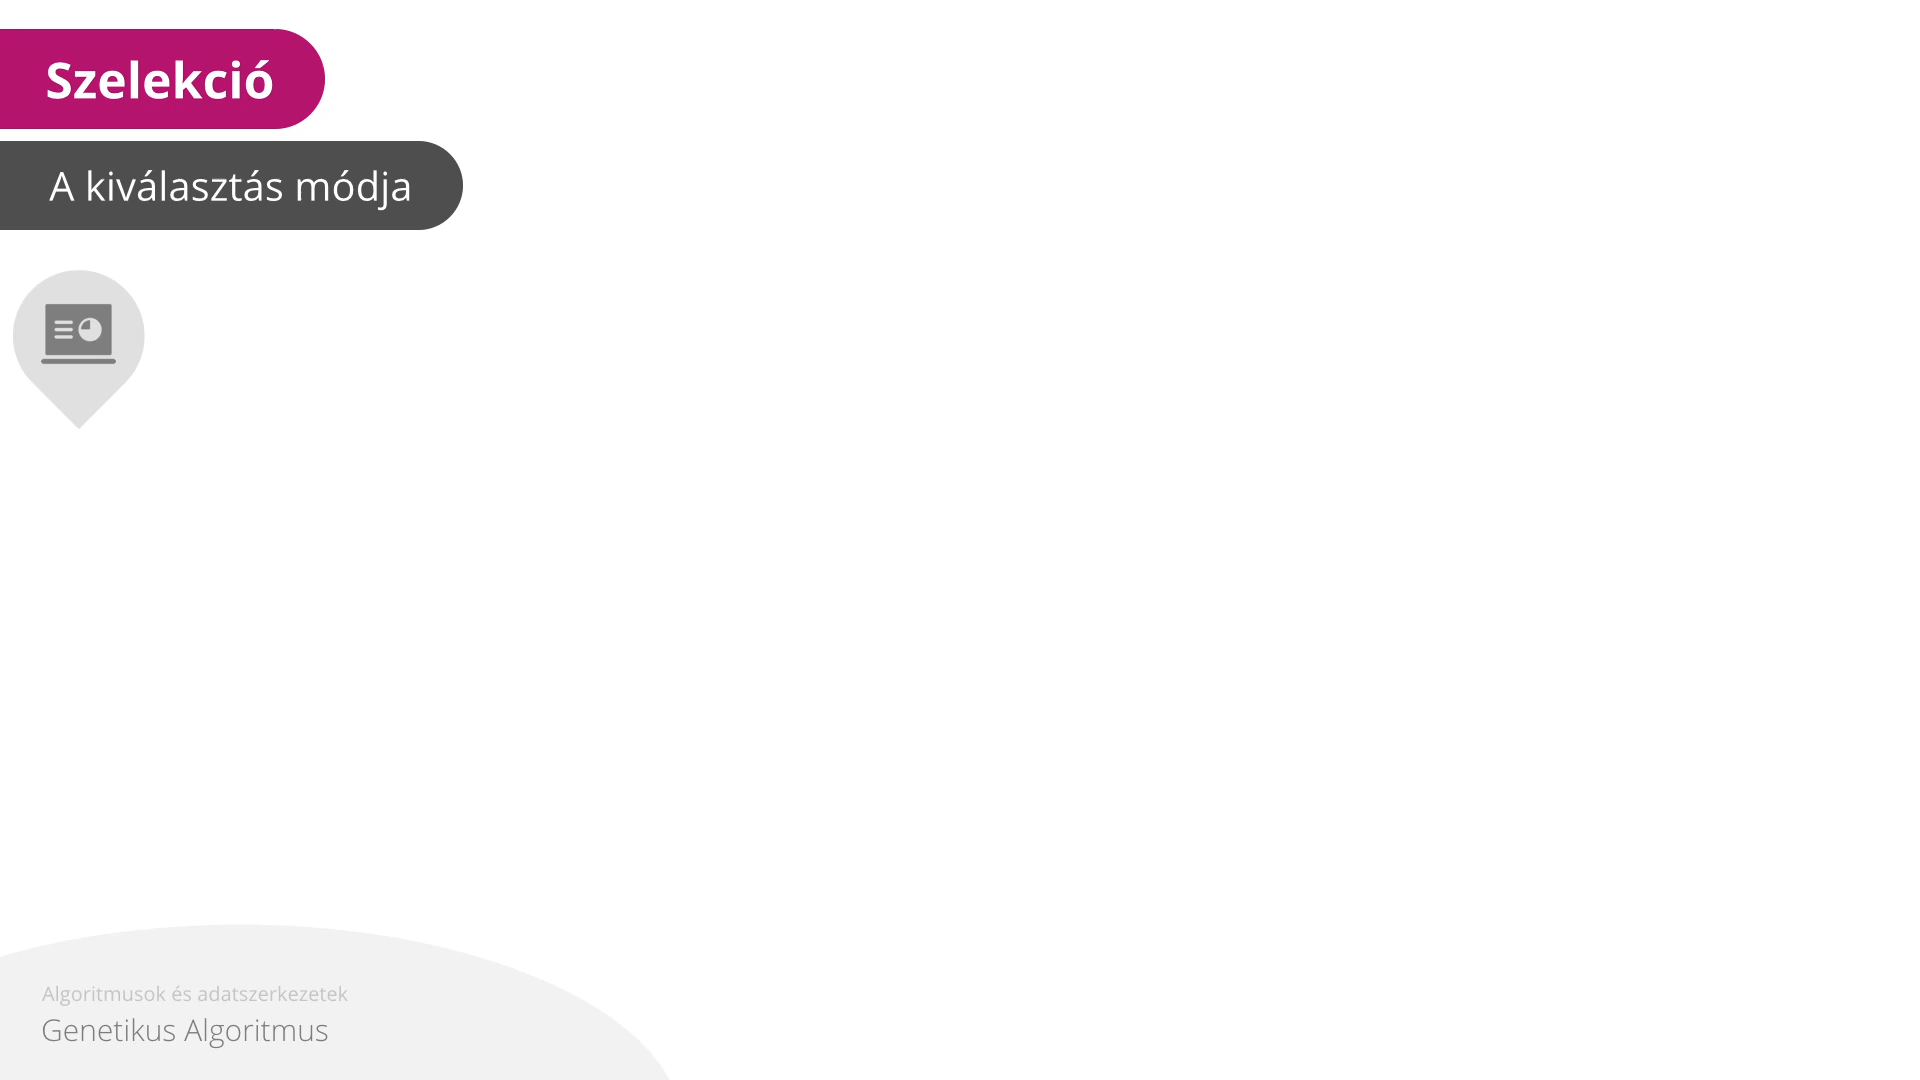 Szelekció
A kiválasztás módja
Algoritmusok és adatszerkezetek
Genetikus Algoritmus